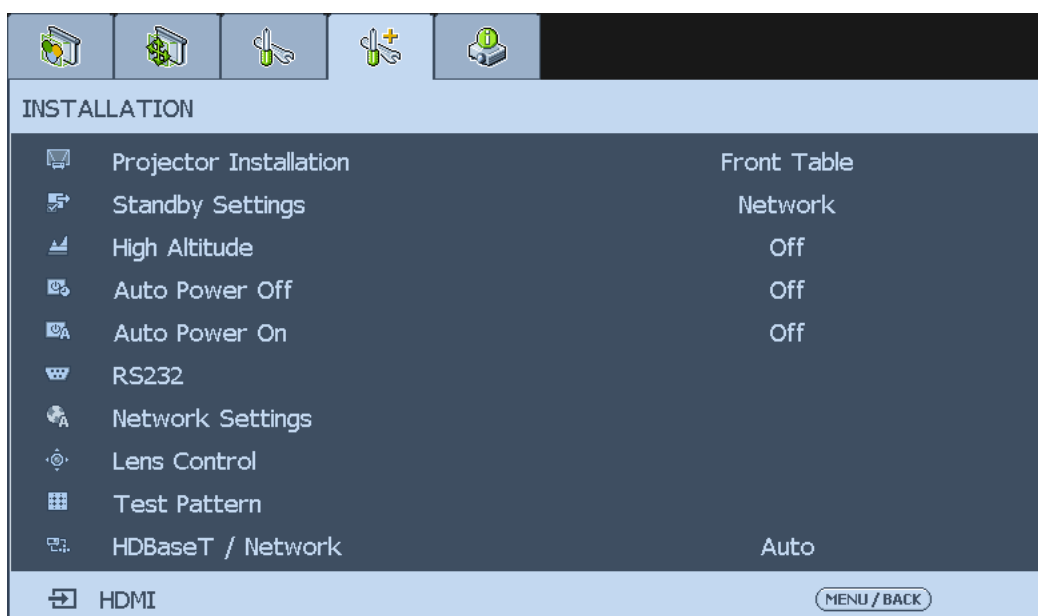 INSTALLATION
Projector Installation Front Table
Standby Settings Network
High Altitude Off
Auto Power Off Off
Auto Power On Off
RS232
Network Settings
Lens Control
Test Pattern
HDBaseT / Network Auto
HDMI MENU / BACK